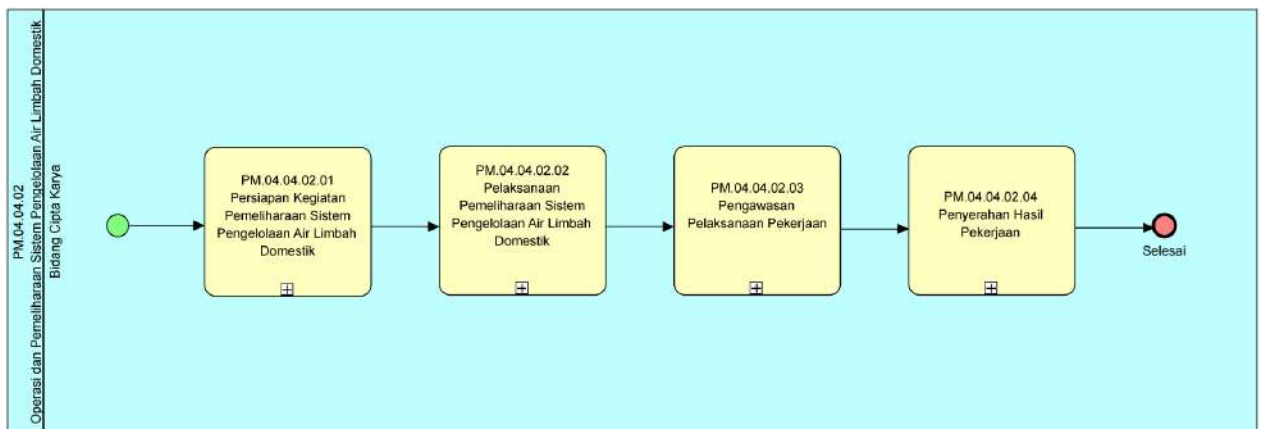 PM.04.04.02
Operasi dan Pemeliharaan Sistem Pengelolaan Air Limbah Domestik
Bidang Cipta Karya
PM.04.04.02.01
Persiapan Kegiatan
Pemeliharaan Sistem
Pengelolaan Air Limbah
Domestik
PM.04.04.02.02
Pelaksanaan
Pemeliharaan Sistem
Pengelolaan Air Limbah
Domestik
PM.04.04.02.03
Pengawasan
Pelaksanaan Pekerjaan
PM.04.04.02.04
Penyerahan Hasil
Pekerjaan
Selesai